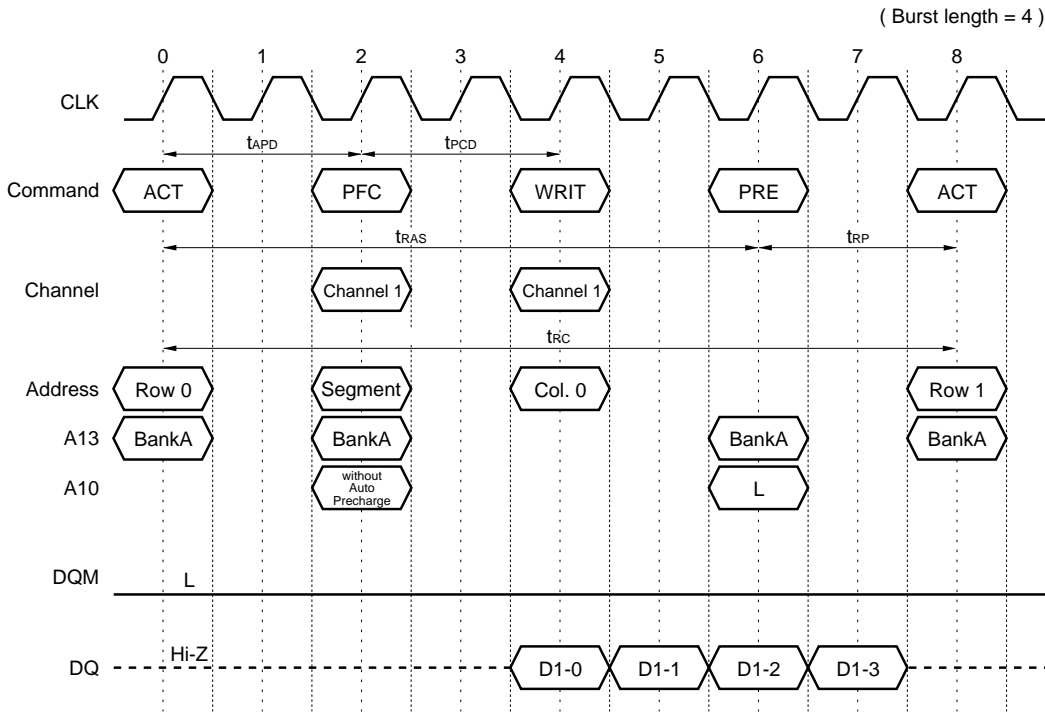 ( Burst length = 4 )
0 1 2 3 4 5 6 7 8
CLK
tAPD tPCD
Command ACT PFC WRIT PRE ACT
tRAS tRP
Channel Channel 1 Channel 1
tRC
Address Row 0 Segment Col. 0 Row 1
A13 BankA BankA BankA BankA
A10 without Auto Precharge L
DQM L
DQ Hi-Z D1-0 D1-1 D1-2 D1-3